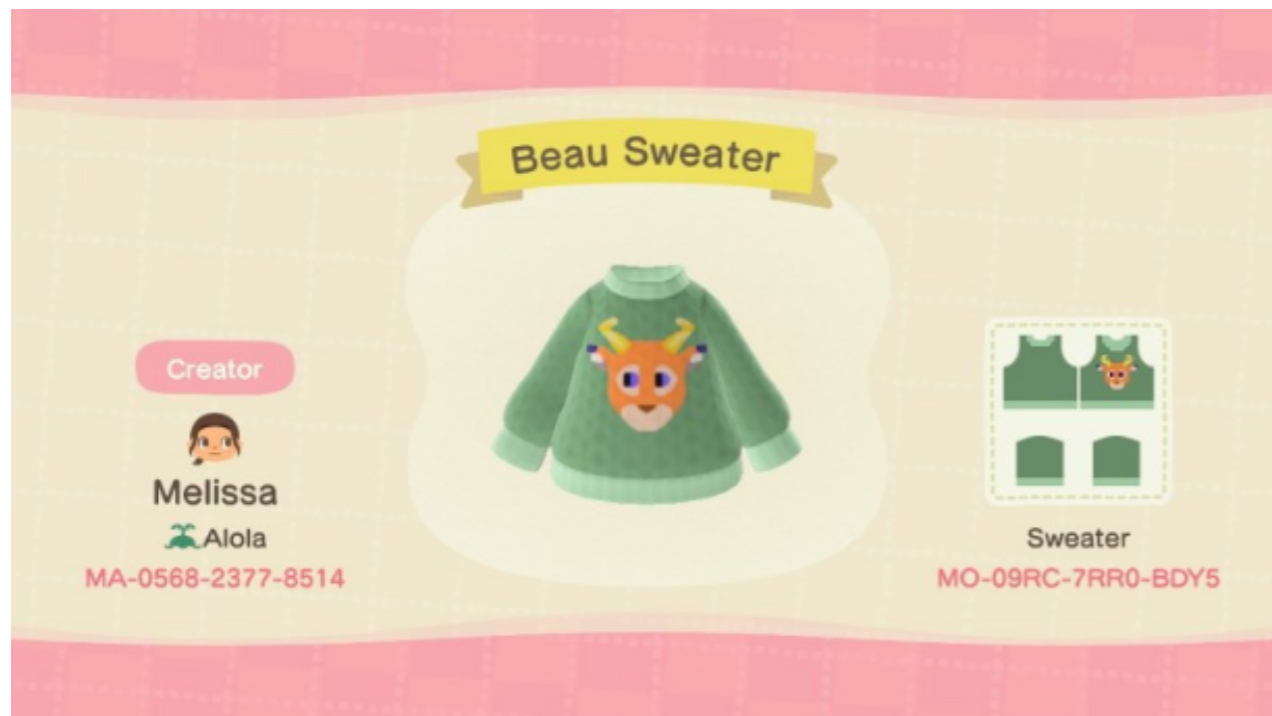 Beau Sweater
Creator
Melissa
Alola
MA-0568-2377-8514
Sweater
MO-09RC-7RR0-BDY5